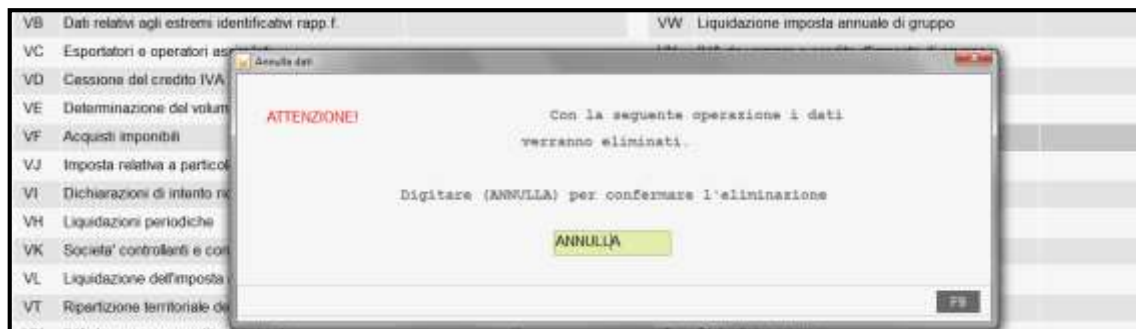 VB Dati relativi agli estremi identificativi rapp.f. VW Liquidazione imposta annuale di gruppo
VC Esportatori e operatori
Annulla dati
VD Cessione del credito IVA
VE Determinazione del volum
ATTENZIONE! Con la seguente operazione i dati
verranno eliminati.
VF Acquisti imponibili
VJ Imposta relativa a particol
VI Dichiarazioni di intento ric
Digitare (ANNULLA) per confermare l'eliminazione
VH Liquidazioni periodiche
VK Societa' controllanti e con
ANNULLA
VL Liquidazione dell'imposta
VT Ripartizione territoriale de
F9